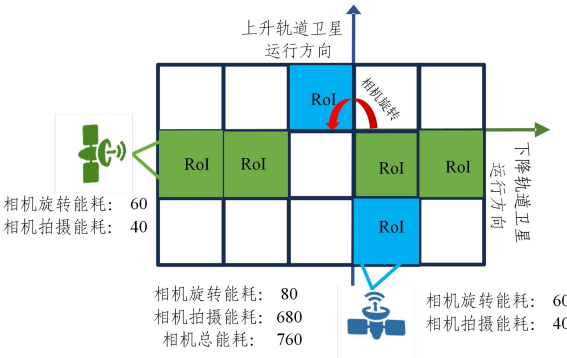 上升轨道卫星
运行方向
RoI
相机旋转
RoI RoI RoI RoI
下降轨道卫星
运行方向
相机旋转能耗： 60
相机拍摄能耗： 40
RoI
相机旋转能耗： 80
相机拍摄能耗： 680
相机总能耗： 760
相机旋转能耗： 60
相机拍摄能耗： 40